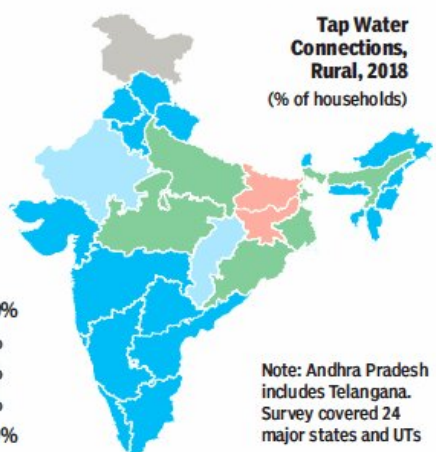 Tap Water
Connections,
Rural, 2018
(% of households)
%
%
%
%
%
Note: Andhra Pradesh
includes Telangana.
Survey covered 24
major states and UTs